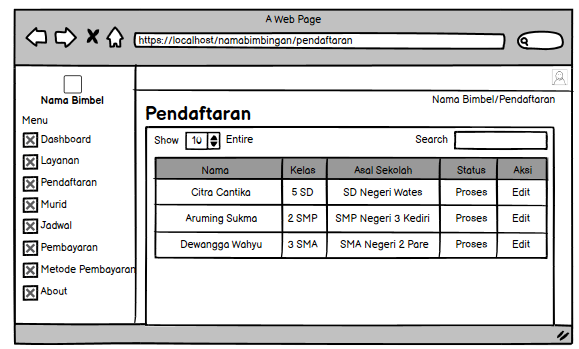 A Web Page
https://localhost/namabimbingan/pendaftaran
Nama Bimbel
Menu
Dashboard
Layanan
Pendaftaran
Murid
Jadwal
Pembayaran
Metode Pembayaran
About
Nama Bimbel/Pendaftaran
Pendaftaran
Show 10 Entire Search
Nama Kelas Asal Sekolah Status Aksi
Citra Cantika 5 SD SD Negeri Wates Proses Edit
Aruming Sukma 2 SMP SMP Negeri 3 Kediri Proses Edit
Dewangga Wahyu 3 SMA SMA Negeri 2 Pare Proses Edit